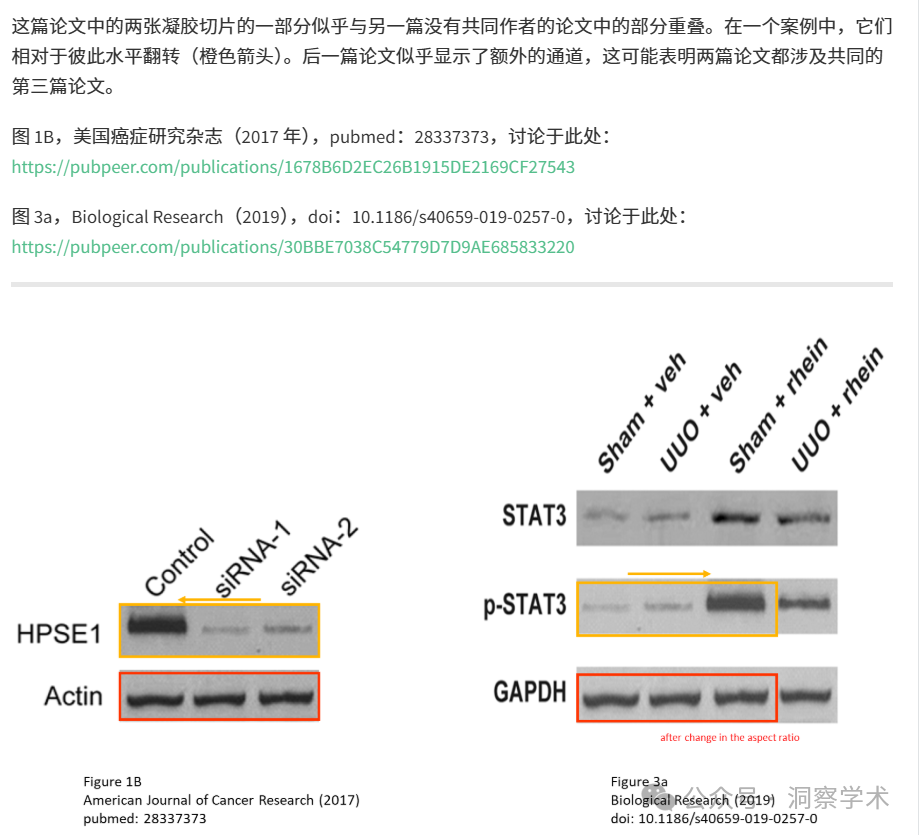 这篇论文中的两张凝胶切片的一部分似乎与另一篇没有共同作者的论文中的部分重叠。在一个案例中，它们
相对于彼此水平翻转（橙色箭头）。后一篇论文似乎显示了额外的通道，这可能表明两篇论文都涉及共同的
第三篇论文。
图 1B，美国癌症研究杂志（2017 年），pubmed：28337373，讨论于此处：
https://pubpeer.com/publications/1678B6D2EC26B1915DE2169CF27543
图 3a，Biological Research（2019），doi：10.1186/s40659-019-0257-0，讨论于此处：
https://pubpeer.com/publications/30BBE7038C54779D7D9AE685833220
Sham + veh
UUO + veh
Sham + rhein
UUO + rhein
STAT3
Control
siRNA-1
siRNA-2
HPSE1
p-STAT3
Actin
GAPDH
after change in the aspect ratio
Figure 1B
American Journal of Cancer Research (2017)
pubmed: 28337373
Figure 3a
Biological Research (2019)
doi: 10.1186/s40659-019-0257-0
公众号 · 洞察学术